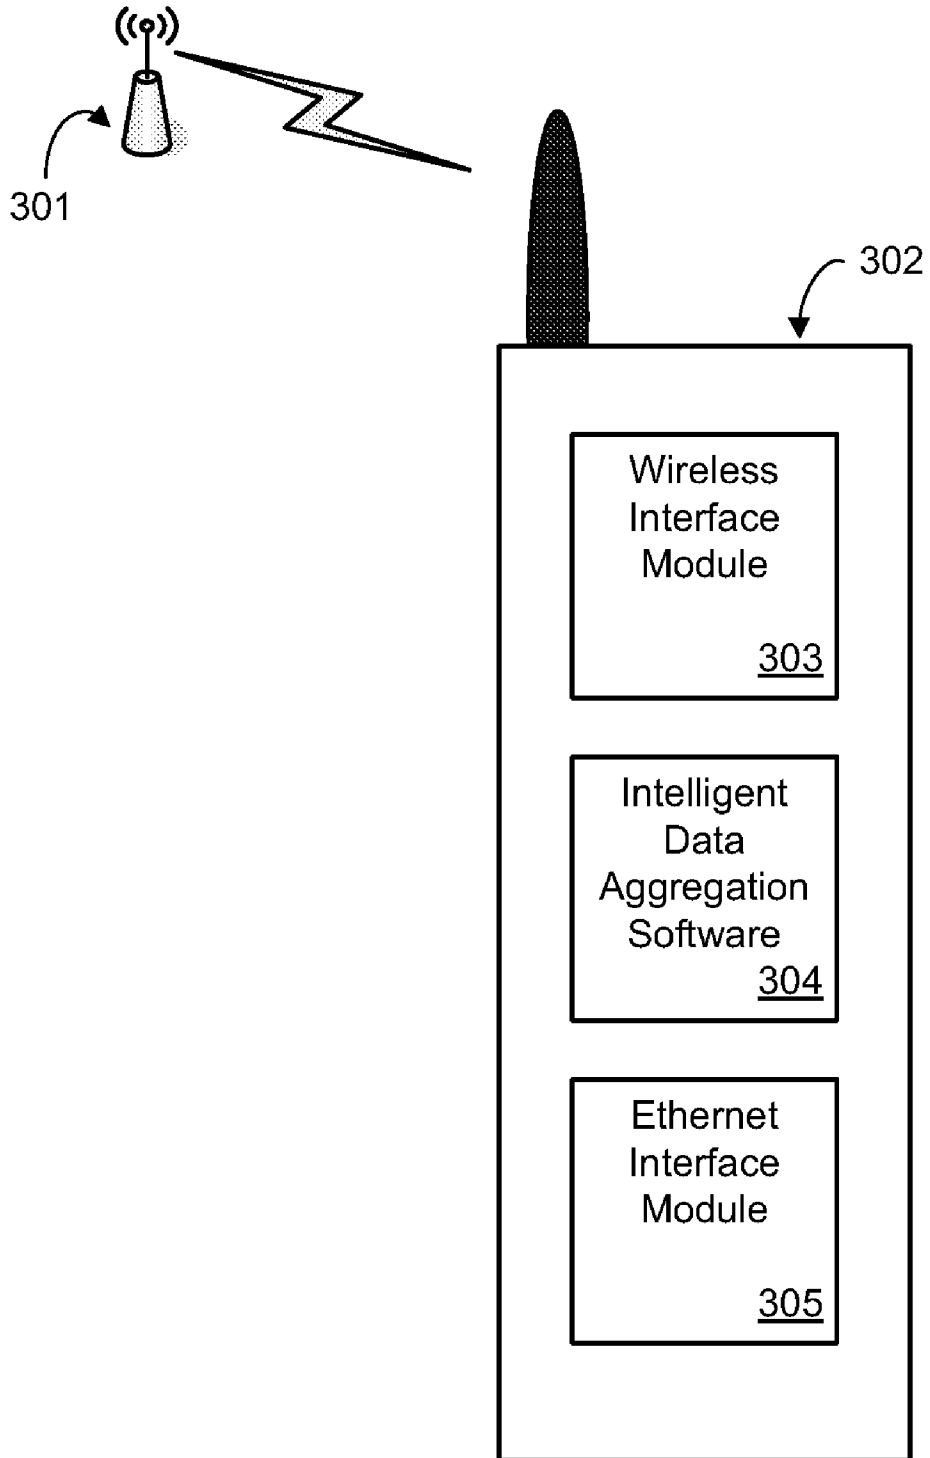 301
302
Wireless
Interface
Module
303
Intelligent
Data
Aggregation
Software
304
Ethernet
Interface
Module
305